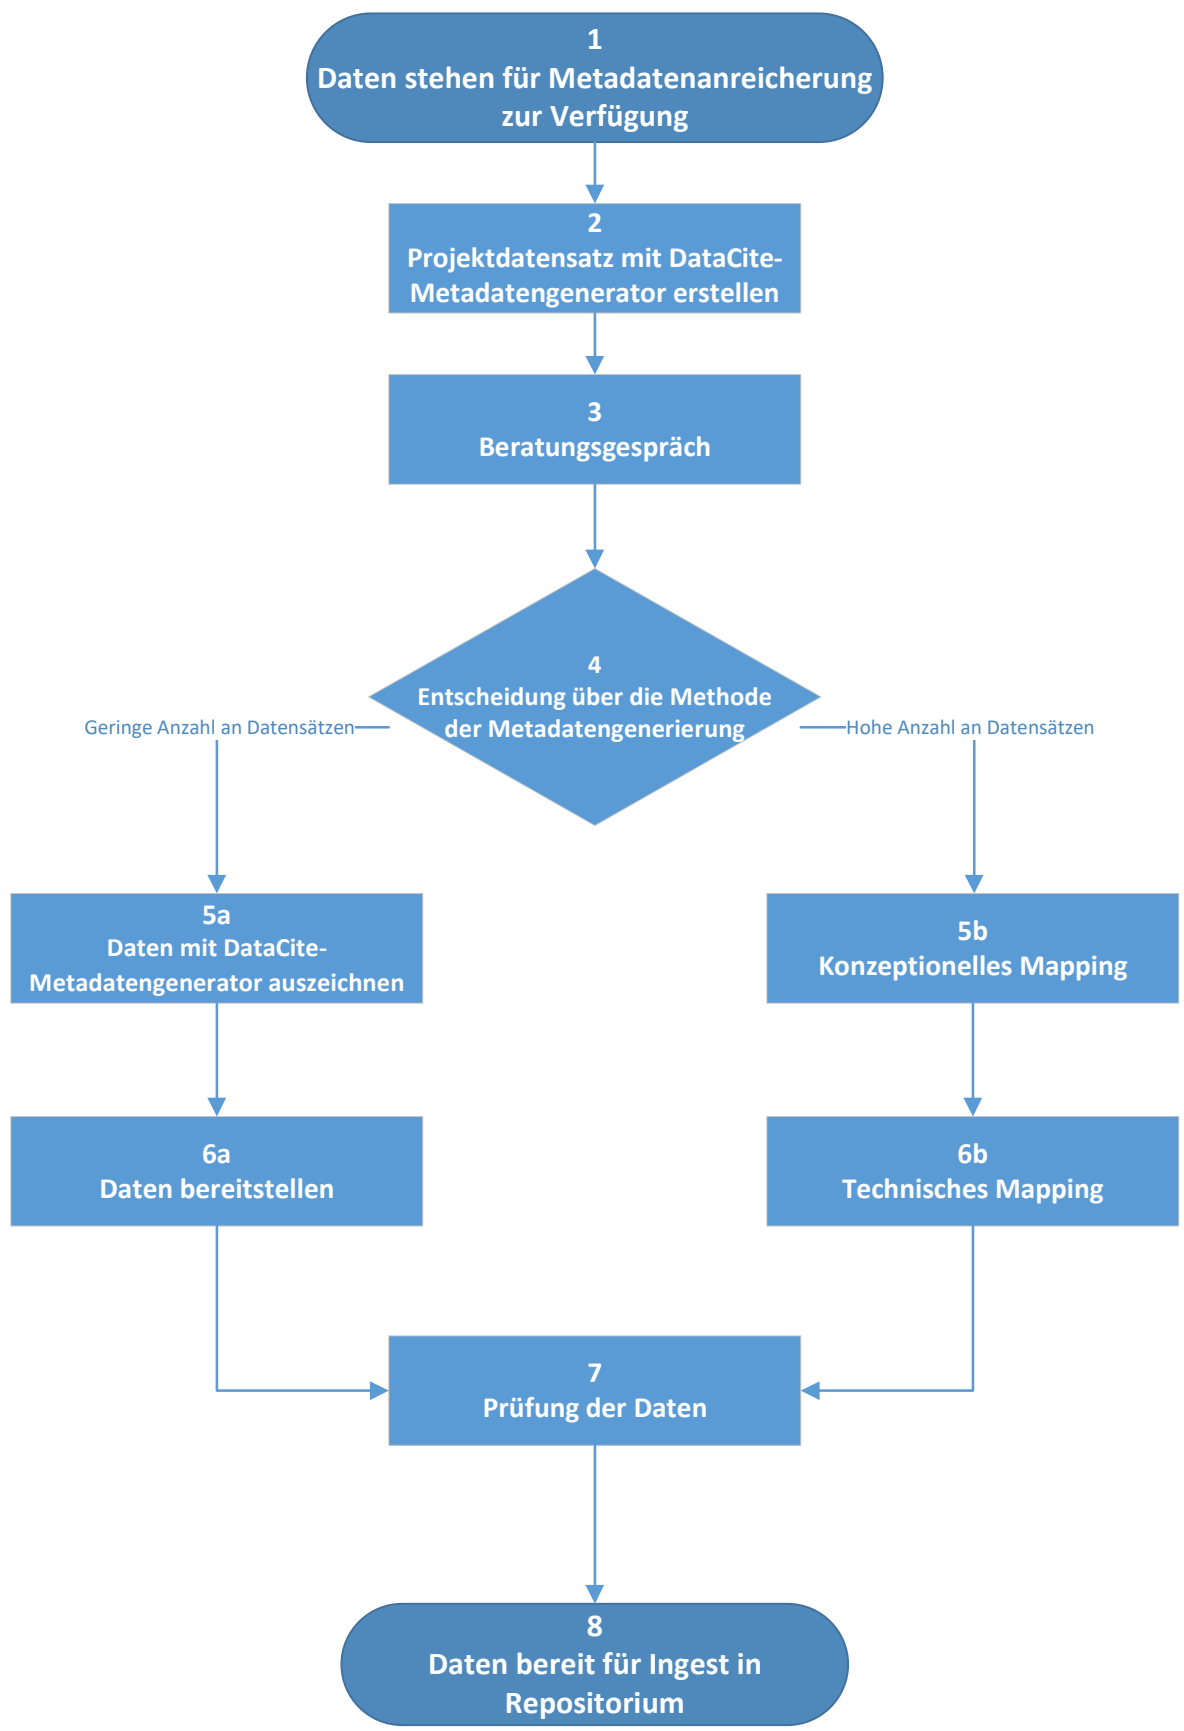 1
Daten stehen für Metadatenanreicherung
zur Verfügung
2
Projektdatensatz mit DataCite-
Metadatengenerator erstellen
3
Beratungsgespräch
4
Entscheidung über die Methode
der Metadatengenerierung
Geringe Anzahl an Datensätzen
Hohe Anzahl an Datensätzen
5a
Daten mit DataCite-
Metadatengenerator auszeichnen
5b
Konzeptionelles Mapping
6a
Daten bereitstellen
6b
Technisches Mapping
7
Prüfung der Daten
8
Daten bereit für Ingest in
Repositorium